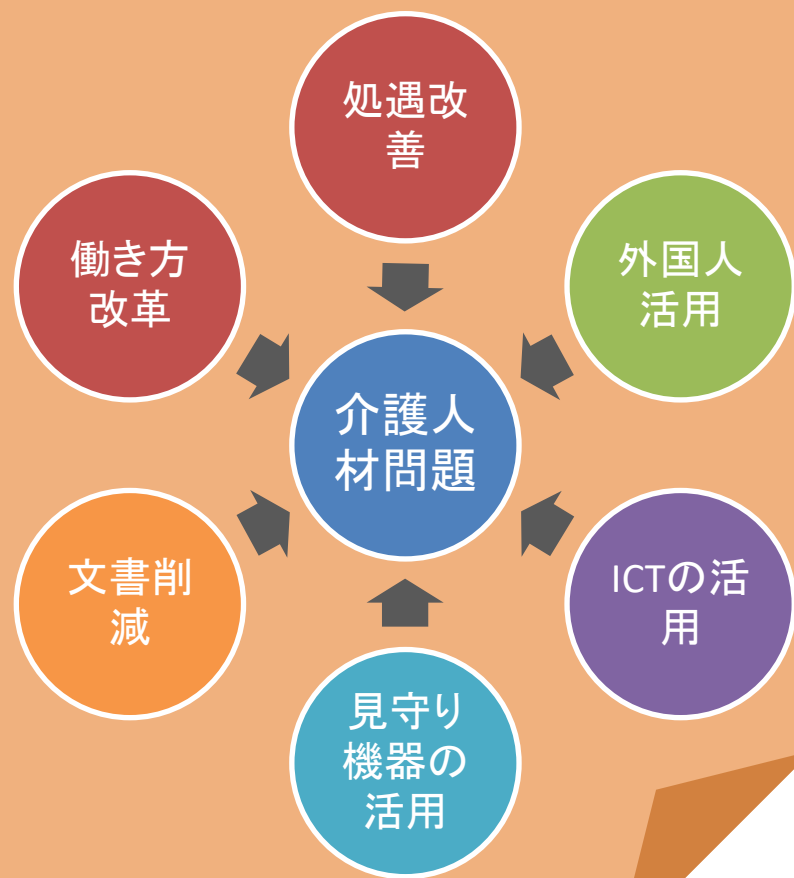 処遇改
善
外国人
活用
ICTの活
用
見守り
機器の
活用
文書削
減
働き方
改革
介護人
材問題